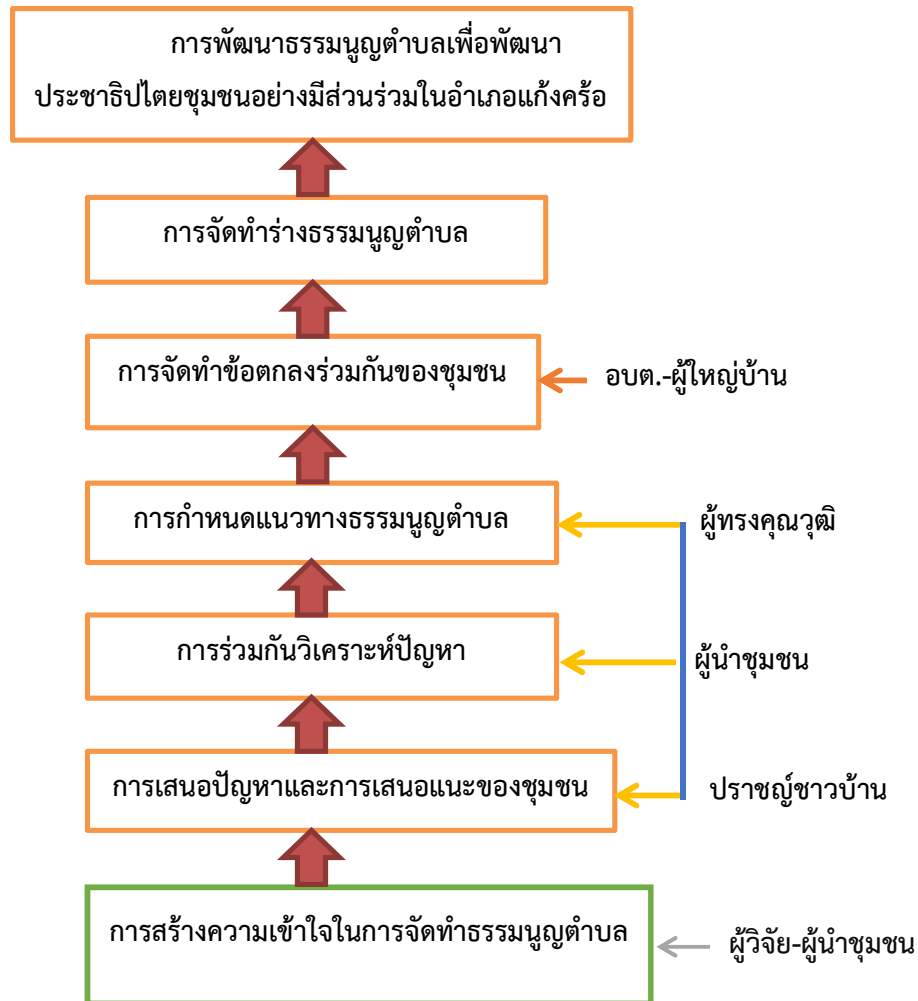 การพัฒนาธรรมนูญตำบลเพื่อพัฒนา
ประชาธิปไตยชุมชนอย่างมีส่วนร่วมในอำเภอแก้งคร้อ
การจัดทำร่างธรรมนูญตำบล
การจัดทำข้อตกลงร่วมกันของชุมชน
อบต.-ผู้ใหญ่บ้าน
การกำหนดแนวทางธรรมนูญตำบล
ผู้ทรงคุณวุฒิ
การร่วมกันวิเคราะห์ปัญหา
ผู้นำชุมชน
การเสนอปัญหาและการเสนอแนะของชุมชน
ปราชญ์ชาวบ้าน
การสร้างความเข้าใจในการจัดทำธรรมนูญตำบล
ผู้วิจัย-ผู้นำชุมชน